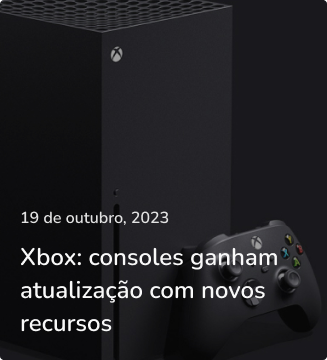 19 de outubro, 2023
Xbox: consoles ganham
atualização com novos
recursos